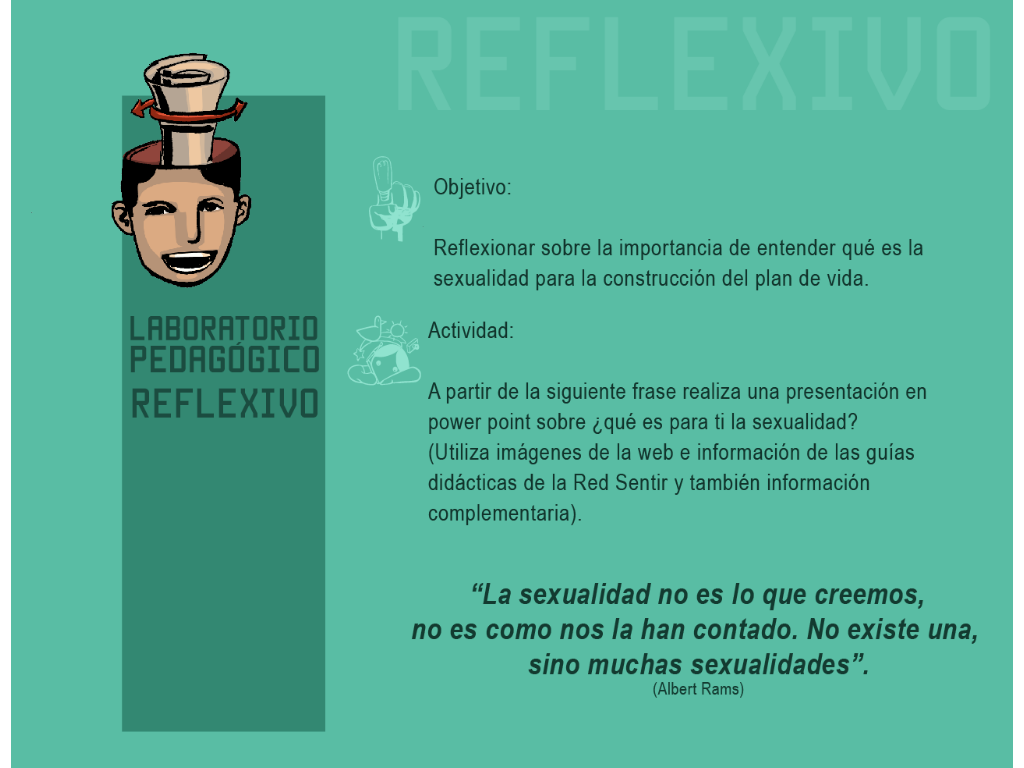 REFLEXIVO
LABORATORIO
PEDAGÓGICO
REFLEXIVO
Objetivo:
Reflexionar sobre la importancia de entender qué es la
sexualidad para la construcción del plan de vida.
Actividad:
A partir de la siguiente frase realiza una presentación en
power point sobre ¿qué es para ti la sexualidad?
(Utiliza imágenes de la web e información de las guías
didácticas de la Red Sentir y también información
complementaria).
“La sexualidad no es lo que creemos,
no es como nos la han contado. No existe una,
sino muchas sexualidades”.
(Albert Rams)